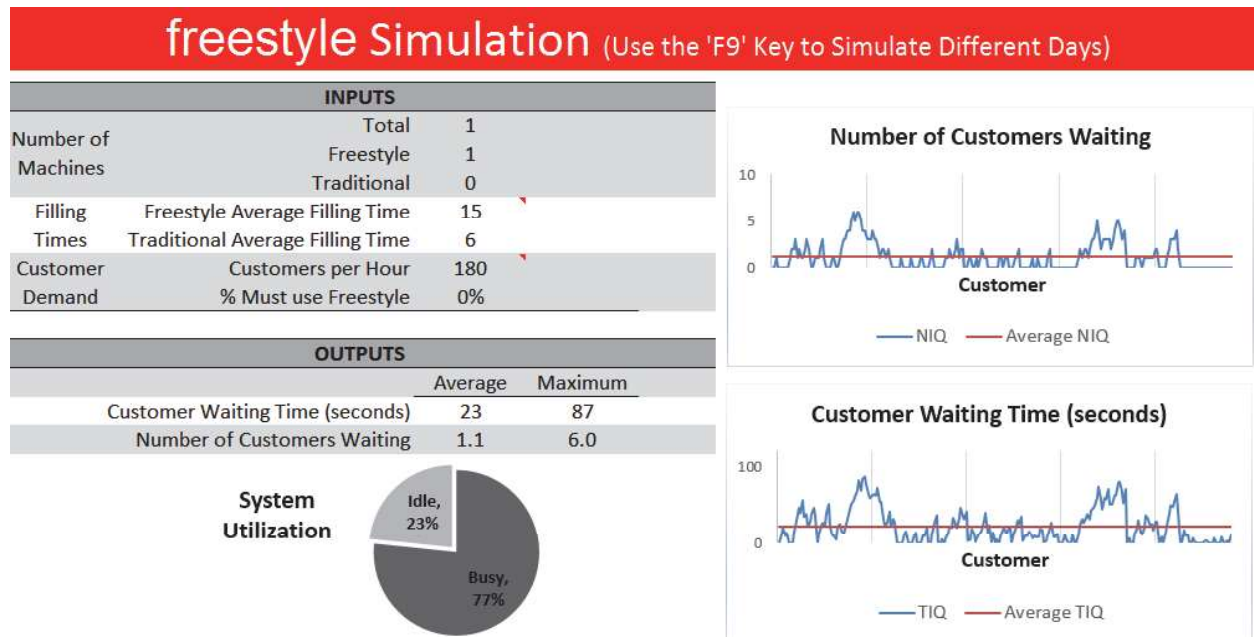 freestyle Simulation (Use the 'F9' Key to Simulate Different Days)
INPUTS
Number of Machines
Total 1
Freestyle 1
Traditional 0
Filling Times
Freestyle Average Filling Time 15
Traditional Average Filling Time 6
Customer Demand
Customers per Hour 180
% Must use Freestyle 0%
OUTPUTS
Average Maximum
Customer Waiting Time (seconds) 23 87
Number of Customers Waiting 1.1 6.0
System Utilization
Idle, 23%
Busy, 77%
Number of Customers Waiting
10
5
0
Customer
NIQ Average NIQ
Customer Waiting Time (seconds)
100
0
Customer
TIQ Average TIQ